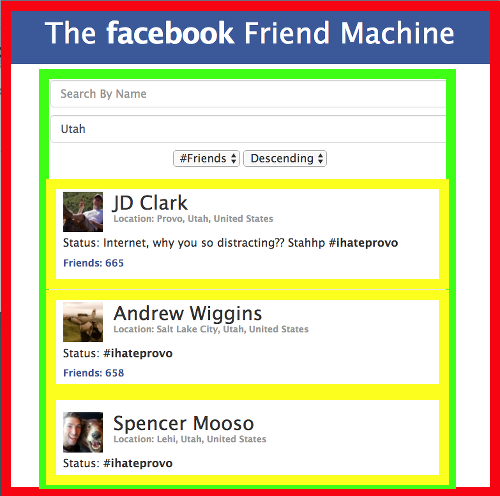 The facebook Friend Machine
Search By Name
Utah
#Friends Descending
JD Clark
Location: Provo, Utah, United States
Status: Internet, why you so distracting?? Stahhp #ihateprovo
Friends: 665
Andrew Wiggins
Location: Salt Lake City, Utah, United States
Status: #ihateprovo
Friends: 658
Spencer Mooso
Location: Lehi, Utah, United States
Status: #ihateprovo